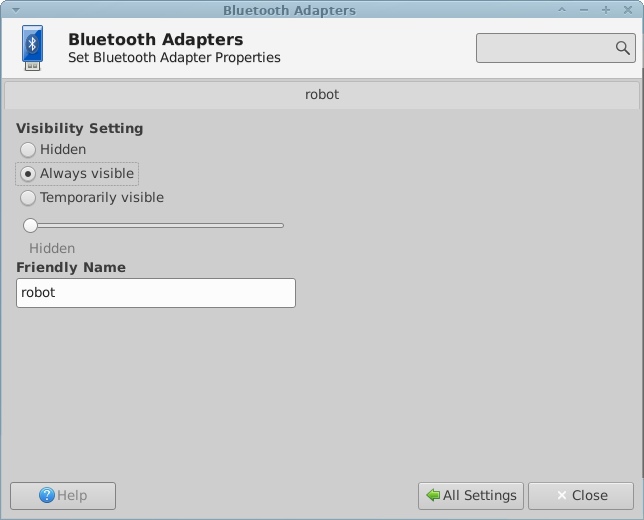 Bluetooth Adapters
Bluetooth Adapters
Set Bluetooth Adapter Properties
robot
Visibility Setting
Hidden
Always visible
Temporarily visible
Hidden
Friendly Name
robot
Help
All Settings
Close